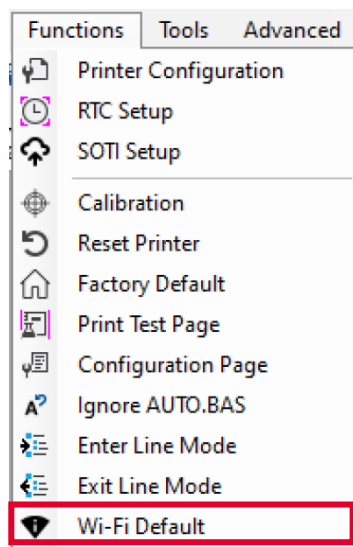 Functions Tools Advanced
Printer Configuration
RTC Setup
SOTI Setup
Calibration
Reset Printer
Factory Default
Print Test Page
Configuration Page
Ignore AUTO.BAS
Enter Line Mode
Exit Line Mode
Wi-Fi Default